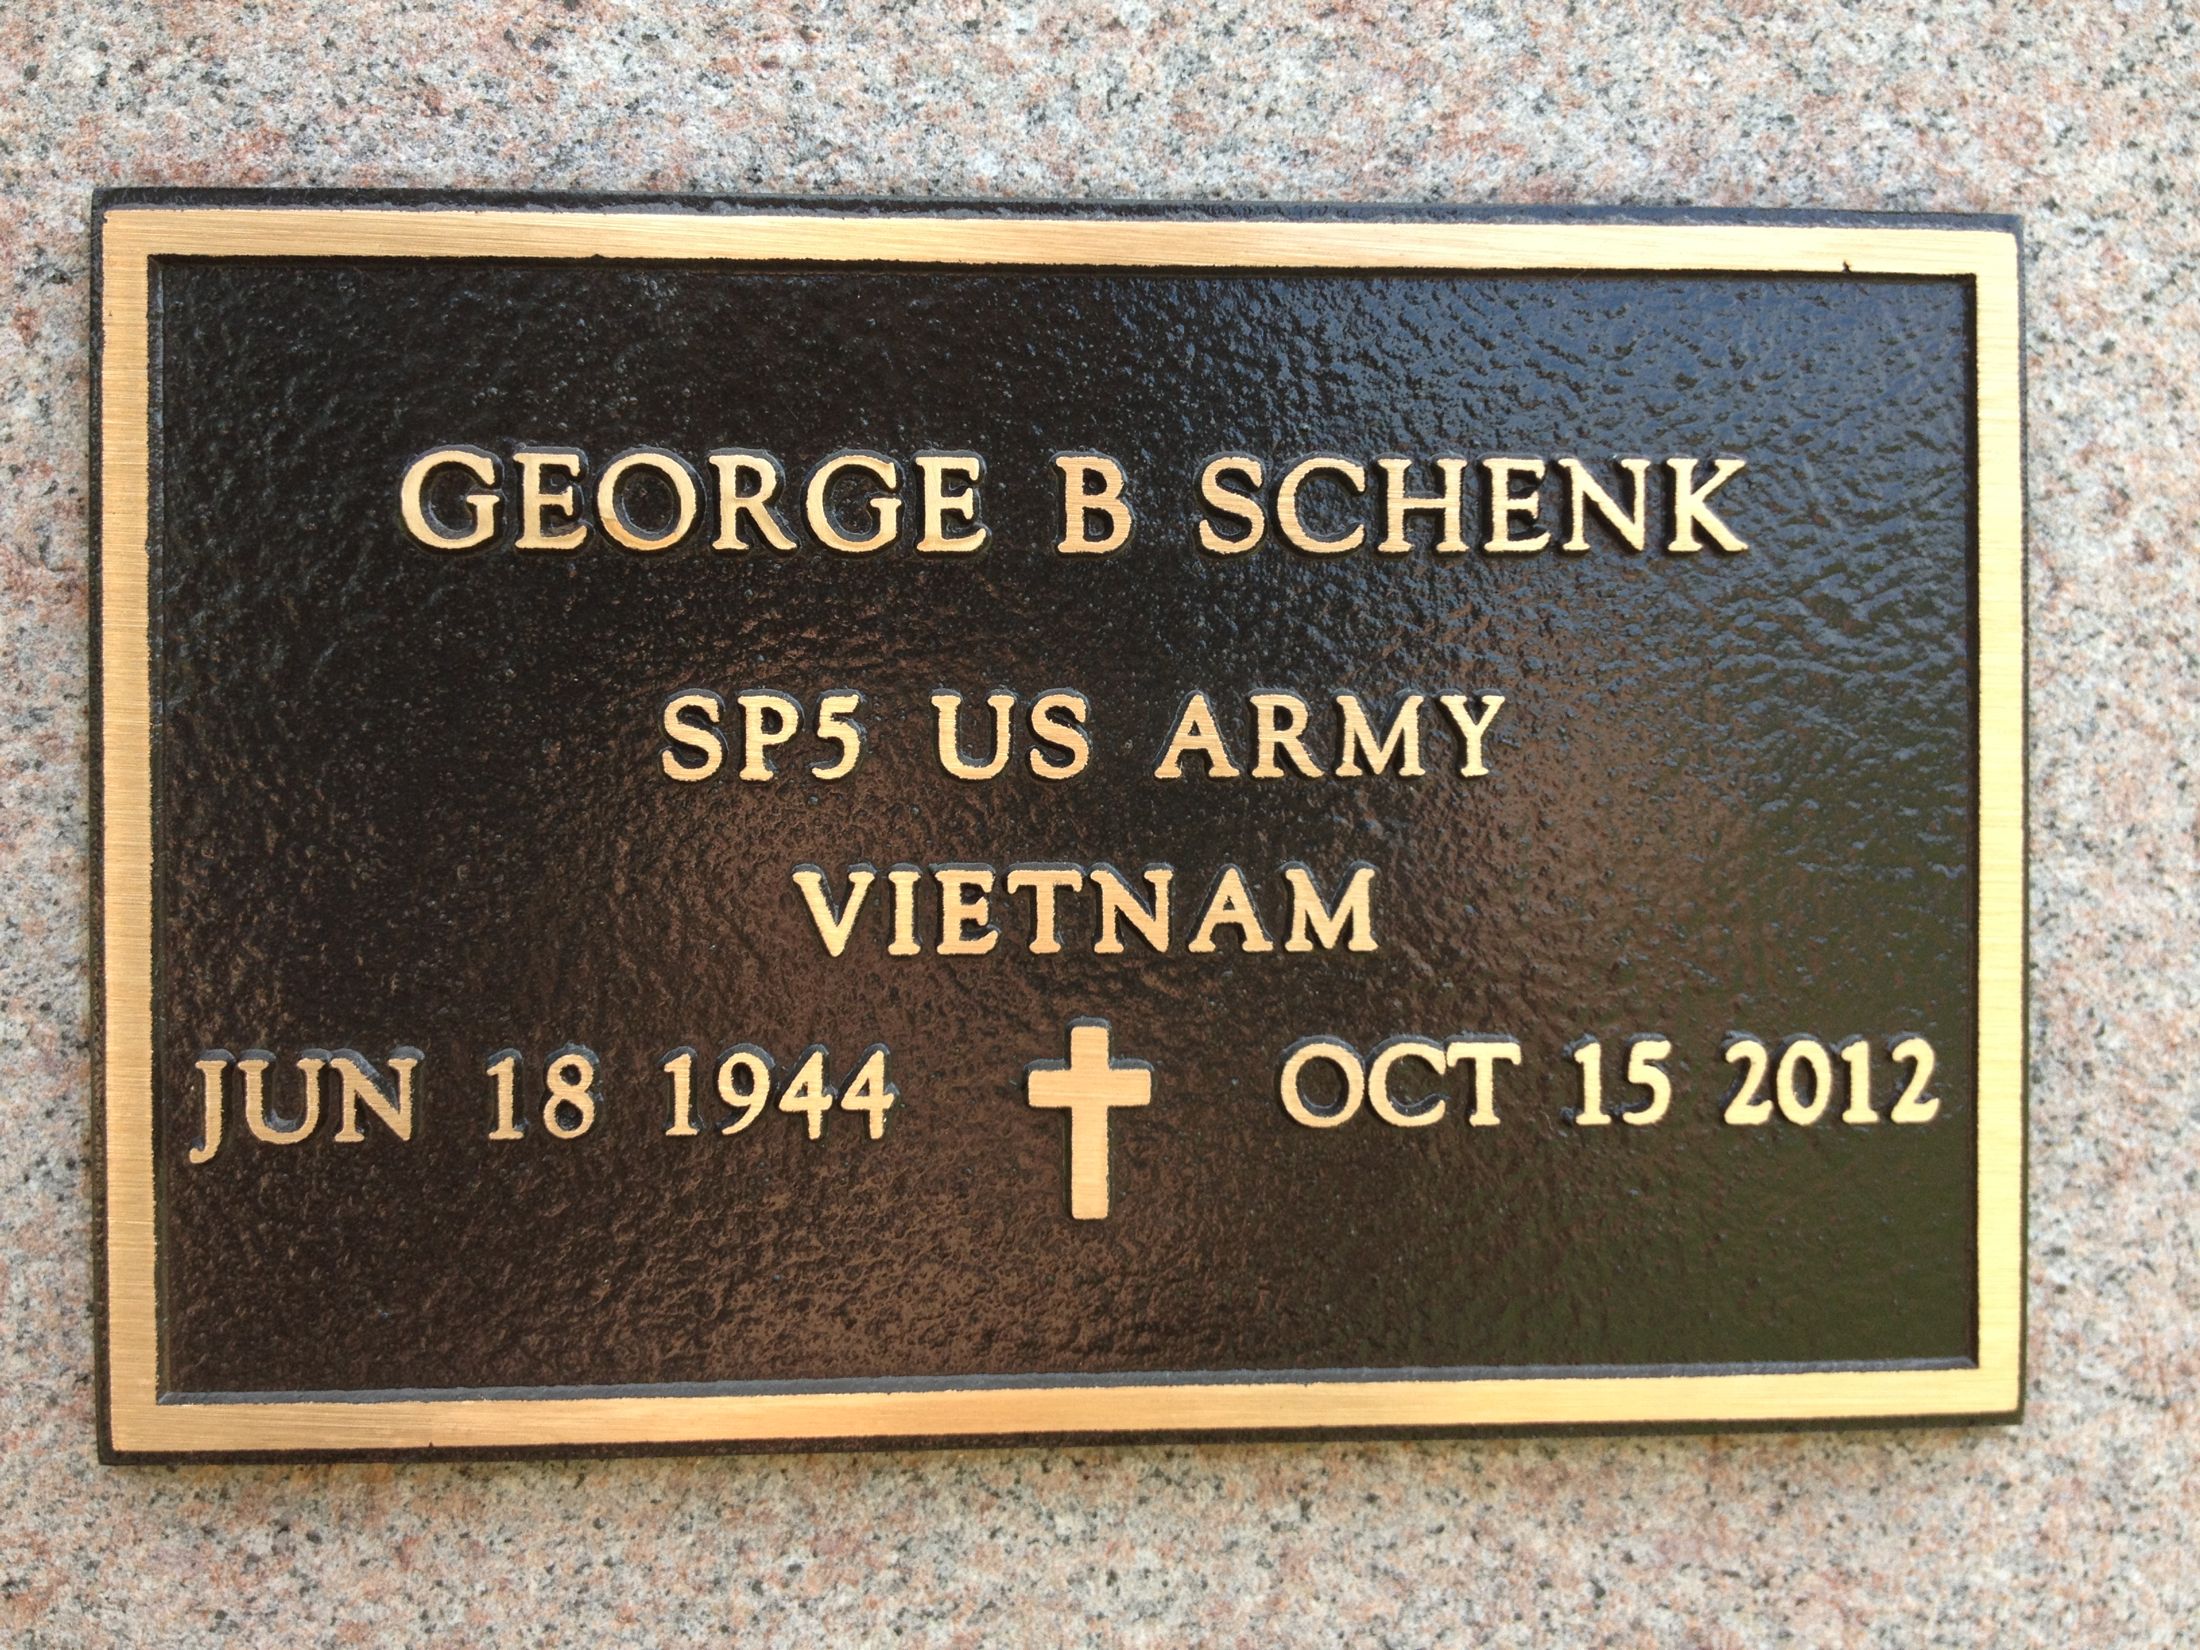 GEORGE B SCHENK
SP5 US ARMY
VIETNAM
JUN 18 1944 OCT 15 2012